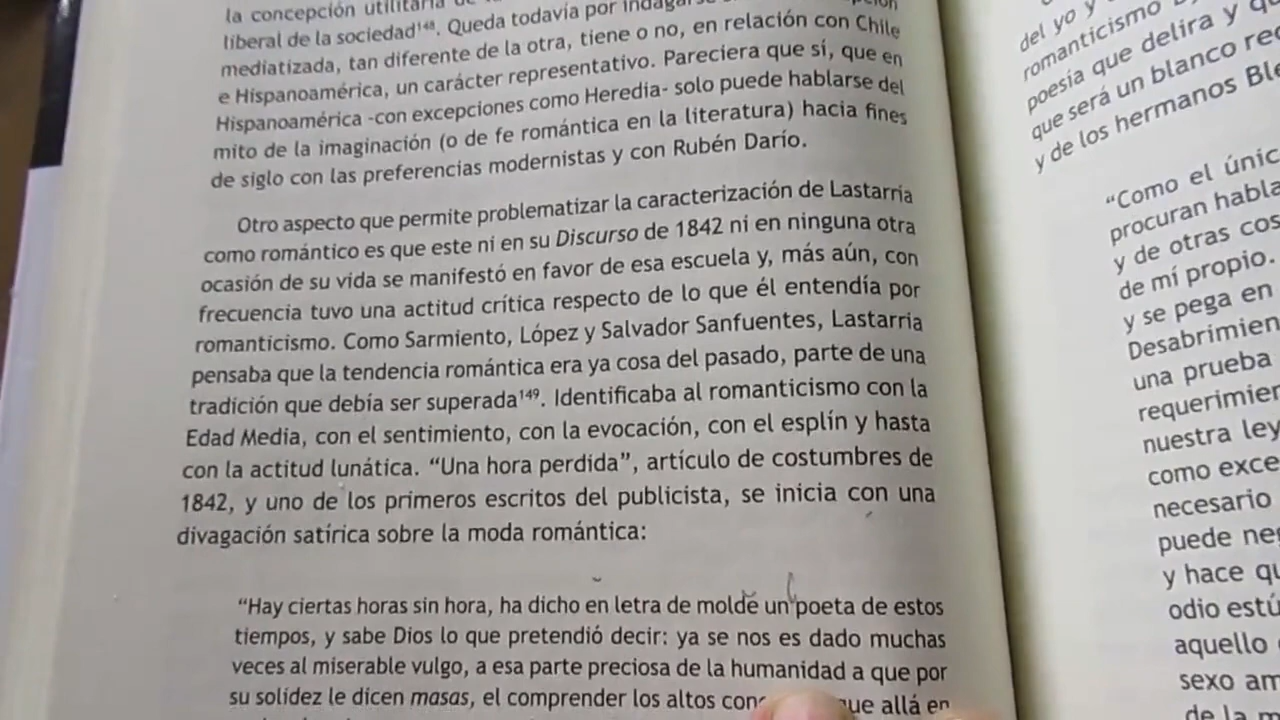 la concepción utilitaria de
liberal de la sociedad¹⁴⁸. Queda todavía por indagar
mediatizada, tan diferente de la otra, tiene o no, en relación con Chile
e Hispanoamérica, un carácter representativo. Pareciera que sí, que en
Hispanoamérica -con excepciones como Heredia- solo puede hablarse del
mito de la imaginación (o de fe romántica en la literatura) hacia fines
de siglo con las preferencias modernistas y con Rubén Darío.
Otro aspecto que permite problematizar la caracterización de Lastarria
como romántico es que este ni en su Discurso de 1842 ni en ninguna otra
ocasión de su vida se manifestó en favor de esa escuela y, más aún, con
frecuencia tuvo una actitud crítica respecto de lo que él entendía por
romanticismo. Como Sarmiento, López y Salvador Sanfuentes, Lastarria
pensaba que la tendencia romántica era ya cosa del pasado, parte de una
tradición que debía ser superada¹⁴⁹. Identificaba al romanticismo con la
Edad Media, con el sentimiento, con la evocación, con el esplín y hasta
con la actitud lunática. “Una hora perdida”, artículo de costumbres de
1842, y uno de los primeros escritos del publicista, se inicia con una
divagación satírica sobre la moda romántica:
“Hay ciertas horas sin hora, ha dicho en letra de molde un poeta de estos
tiempos, y sabe Dios lo que pretendió decir: ya se nos es dado muchas
veces al miserable vulgo, a esa parte preciosa de la humanidad a que por
su solidez le dicen masas, el comprender los altos que allá en
del yo y
romanticismo
poesía que delira y
que será un blanco
y de los hermanos
“Como el
procuran
y de otras
de mí propio.
y se pega en
una prueba
nuestra ley
como
necesario
puede
y hace
odio
aquello
sexo
de la